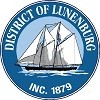 DISTRICT OF LUNENBURG
INC. 1879